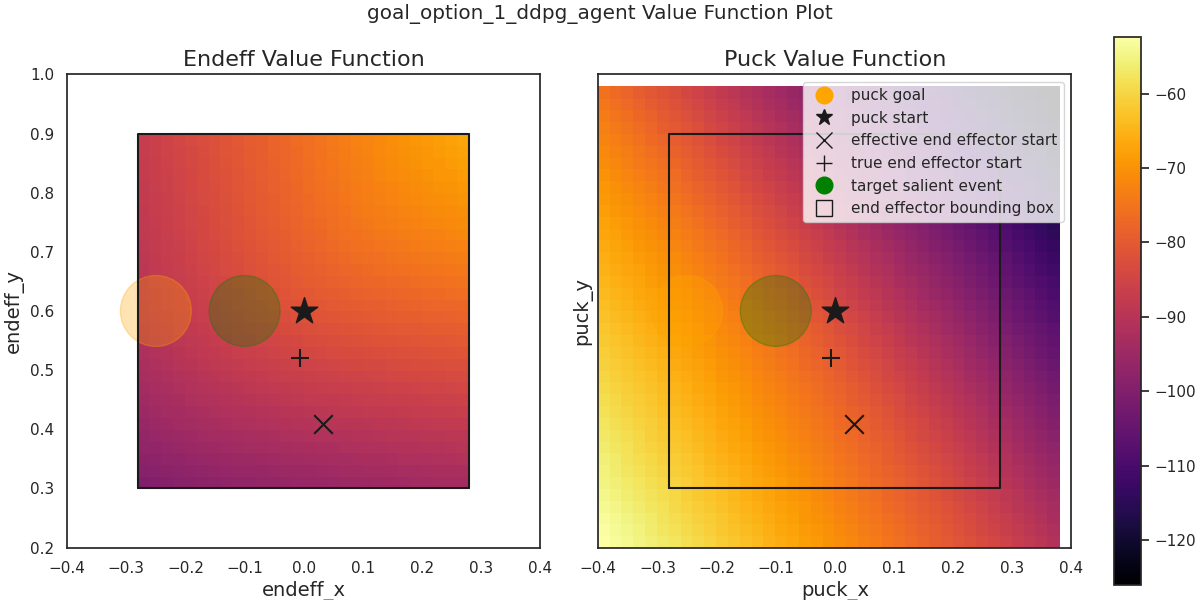 goal_option_1_ddpg_agent Value Function Plot
Endeff Value Function
endeff_y
1.0
0.9
0.8
0.7
0.6
0.5
0.4
0.3
0.2
−0.4 −0.3 −0.2 −0.1 0.0 0.1 0.2 0.3 0.4
endeff_x
Puck Value Function
puck_y
puck goal
puck start
effective end effector start
true end effector start
target salient event
end effector bounding box
−0.4 −0.3 −0.2 −0.1 0.0 0.1 0.2 0.3 0.4
puck_x
−60
−70
−80
−90
−100
−110
−120